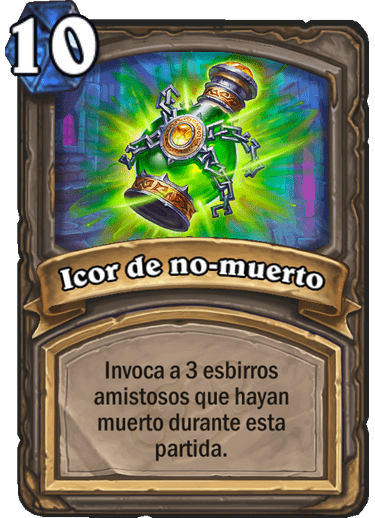 10
Icor de no-muerto
Invoca a 3 esbirros
amistosos que hayan
muerto durante esta
partida.